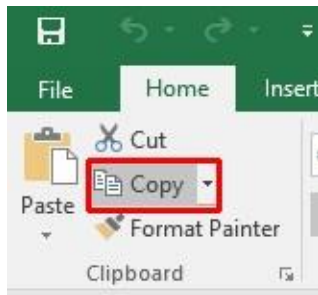 File Home Insert
Cut
Copy
Paste
Format Painter
Clipboard